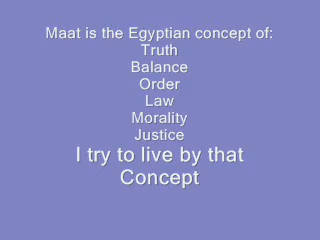 Maat is the Egyptian concept of:
Truth
Balance
Order
Law
Morality
Justice
I try to live by that
Concept